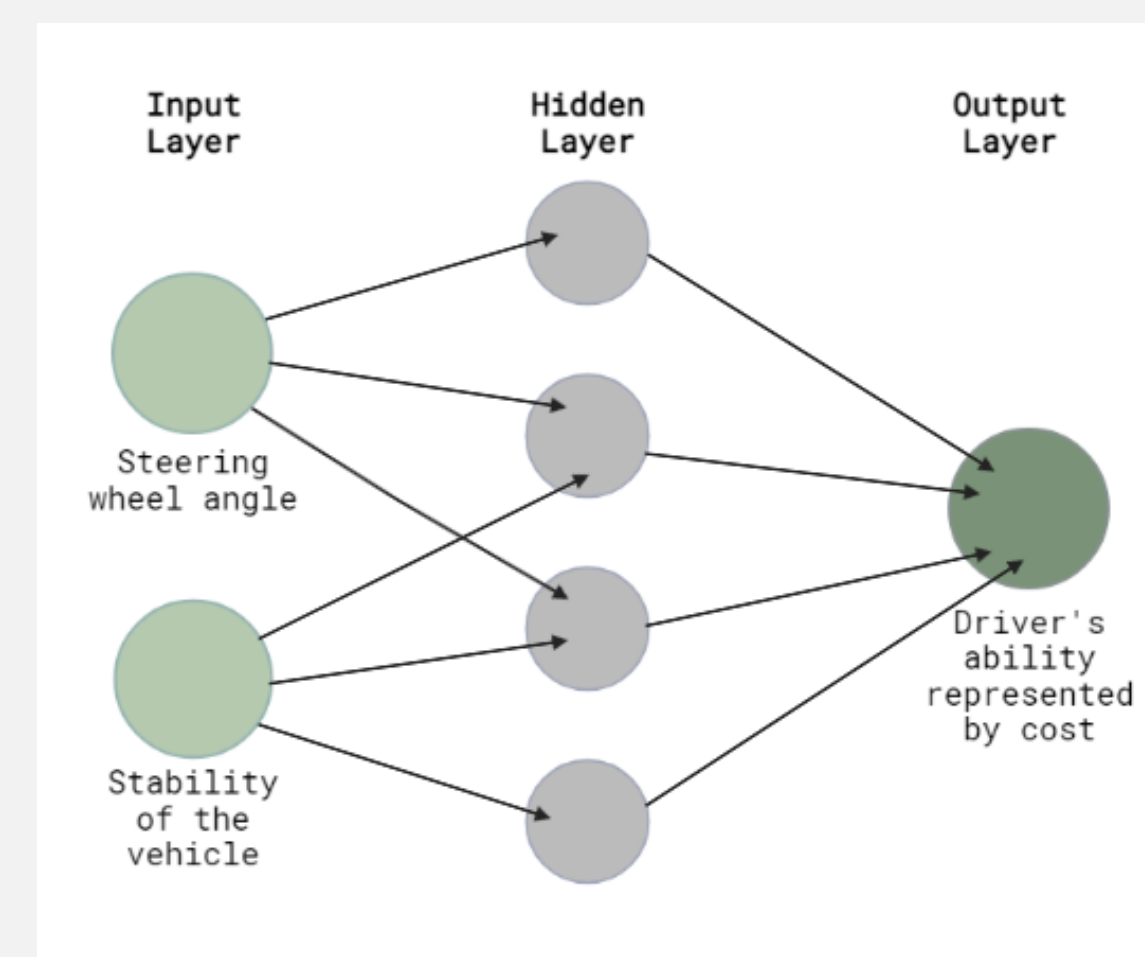 Input
Layer
Hidden
Layer
Output
Layer
Steering
wheel angle
Stability
of the
vehicle
Driver's
ability
represented
by cost